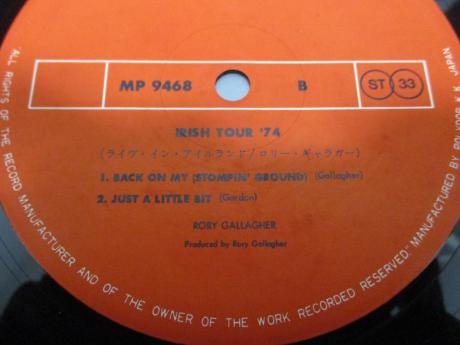 MP 9468 B ST 33
IRISH TOUR '74
(ライヴ・イン・アイルランド/ロリー・ギャラガー)
1. BACK ON MY (STOMPIN' GROUND) (Gallagher)
2. JUST A LITTLE BIT (Gordon)
RORY GALLAGHER
Produced by Rory Gallagher
ALL RIGHTS OF THE RECORD MANUFACTURER AND OF THE OWNER OF THE WORK RECORDED RESERVED." MANUFACTURED BY POLYDOR K.K. JAPAN